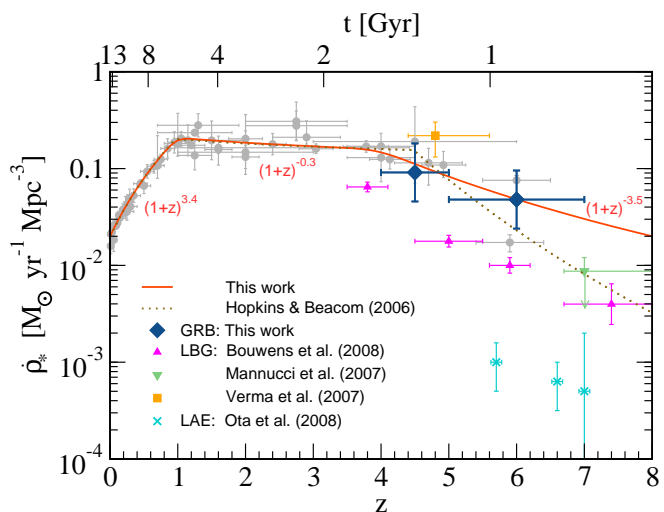 t [Gyr]
13 8 4 2 1
1
0.1
10⁻²
10⁻³
10⁻⁴
ρ̇* [M☉ yr⁻¹ Mpc⁻³]
(1+z)³·⁴
(1+z)⁻⁰·³
(1+z)⁻³·⁵
This work
Hopkins & Beacom (2006)
GRB: This work
LBG: Bouwens et al. (2008)
Mannucci et al. (2007)
Verma et al. (2007)
LAE: Ota et al. (2008)
0 1 2 3 4 5 6 7 8
z